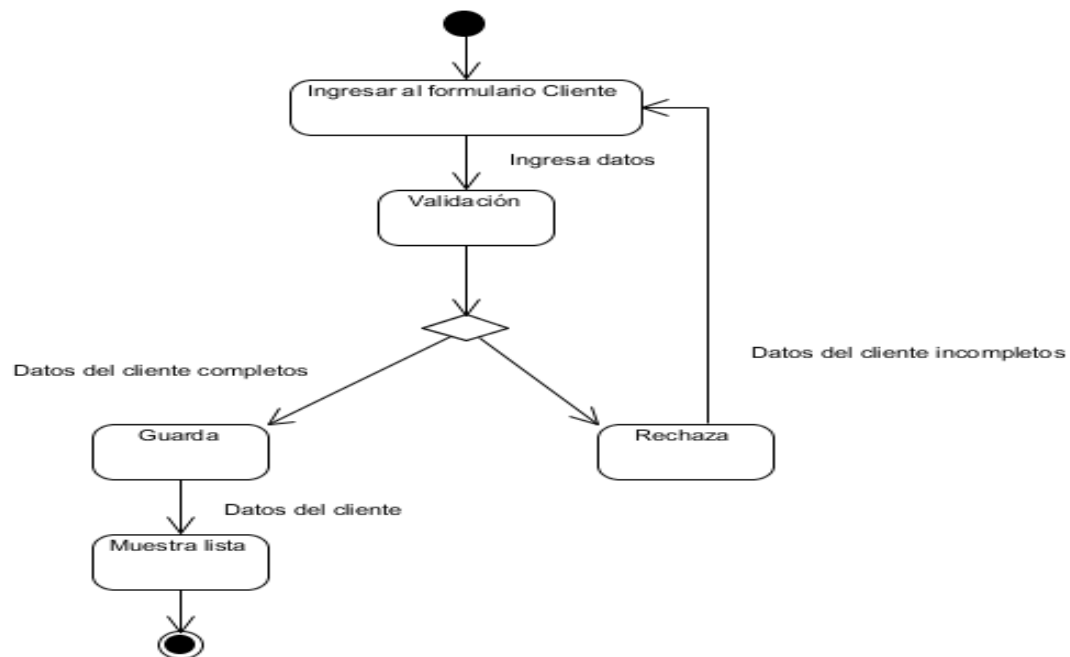 Ingresar al formulario Cliente
Ingresa datos
Validación
Datos del cliente incompletos
Datos del cliente completos
Guarda
Rechaza
Datos del cliente
Muestra lista